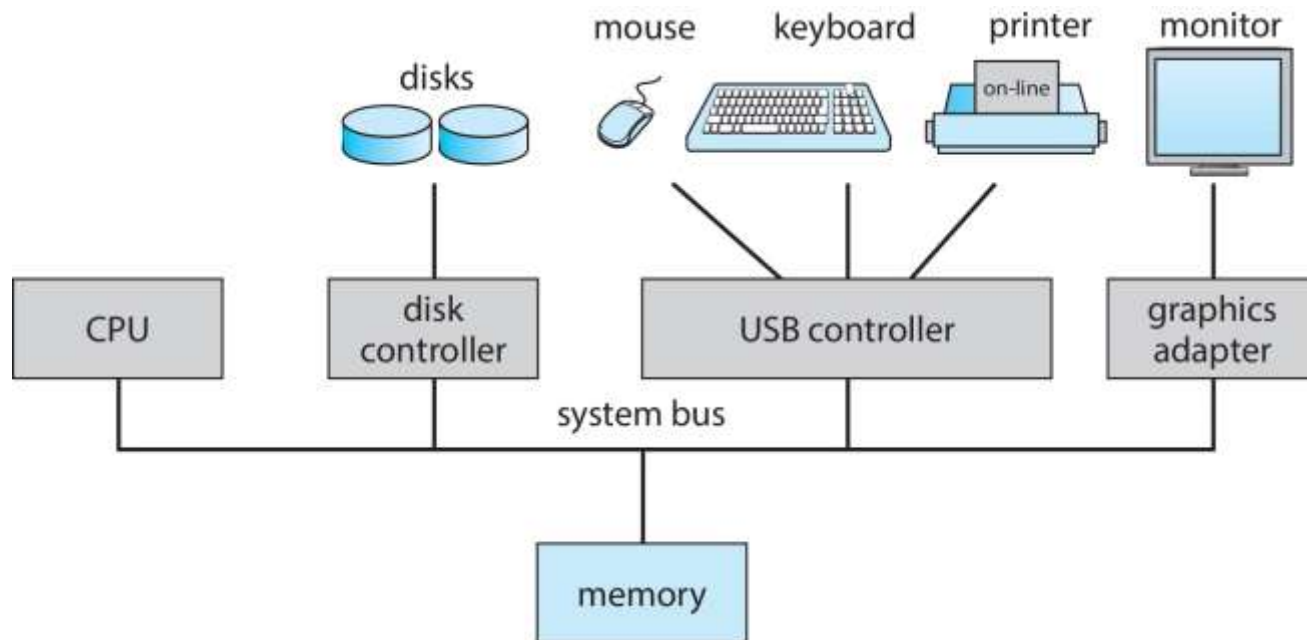 mouse
keyboard
printer
monitor
disks
on-line
CPU
disk
controller
USB controller
graphics
adapter
system bus
memory